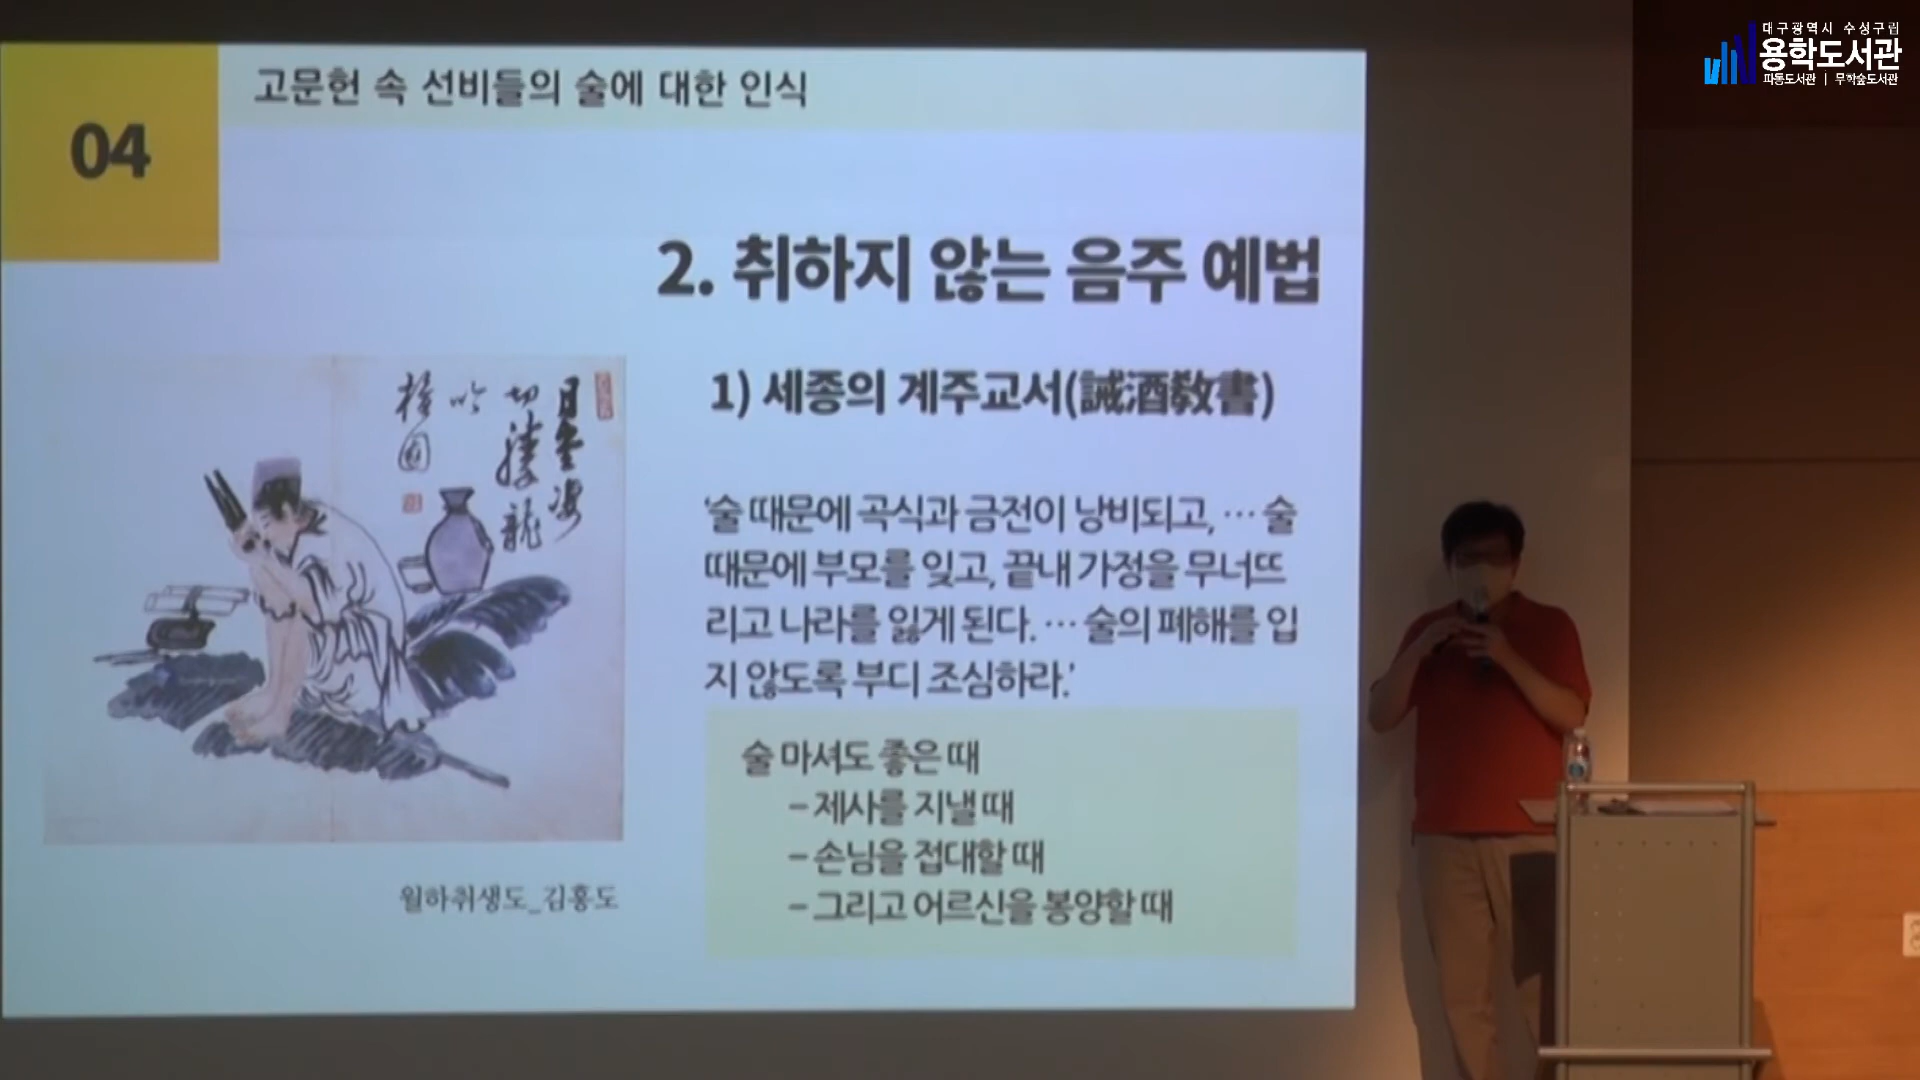 대구광역시 수성구립
용학도서관
파동도서관 | 무학숲도서관
고문헌 속 선비들의 술에 대한 인식
04
2. 취하지 않는 음주 예법
1) 세종의 계주교서(誡酒敎書)
‘술 때문에 곡식과 금전이 낭비되고, … 술
때문에 부모를 잊고, 끝내 가정을 무너뜨
리고 나라를 잃게 된다. … 술의 폐해를 입
지 않도록 부디 조심하라.’
술 마셔도 좋은 때
– 제사를 지낼 때
– 손님을 접대할 때
– 그리고 어르신을 봉양할 때
월하취생도_김홍도